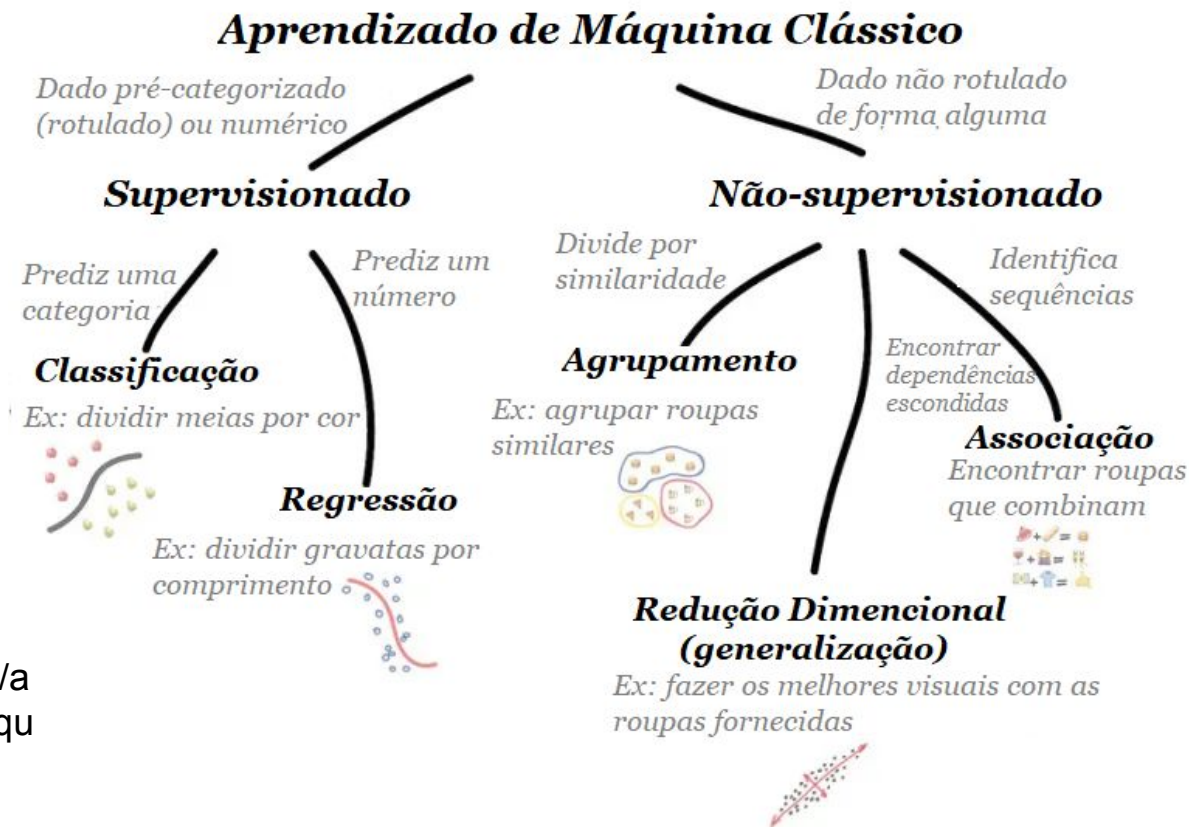 Aprendizado de Máquina Clássico
Dado pré-categorizado
(rotulado) ou numérico
Dado não rotulado
de forma alguma
Supervisionado
Não-supervisionado
Prediz uma
categoria
Prediz um
número
Divide por
similaridade
Identifica
sequências
Encontrar
dependências
escondidas
Classificação
Ex: dividir meias por cor
Agrupamento
Ex: agrupar roupas
similares
Associação
Encontrar roupas
que combinam
Regressão
Ex: dividir gravatas por
comprimento
Redução Dimencional
(generalização)
Ex: fazer os melhores visuais com as
roupas fornecidas
/a
qu